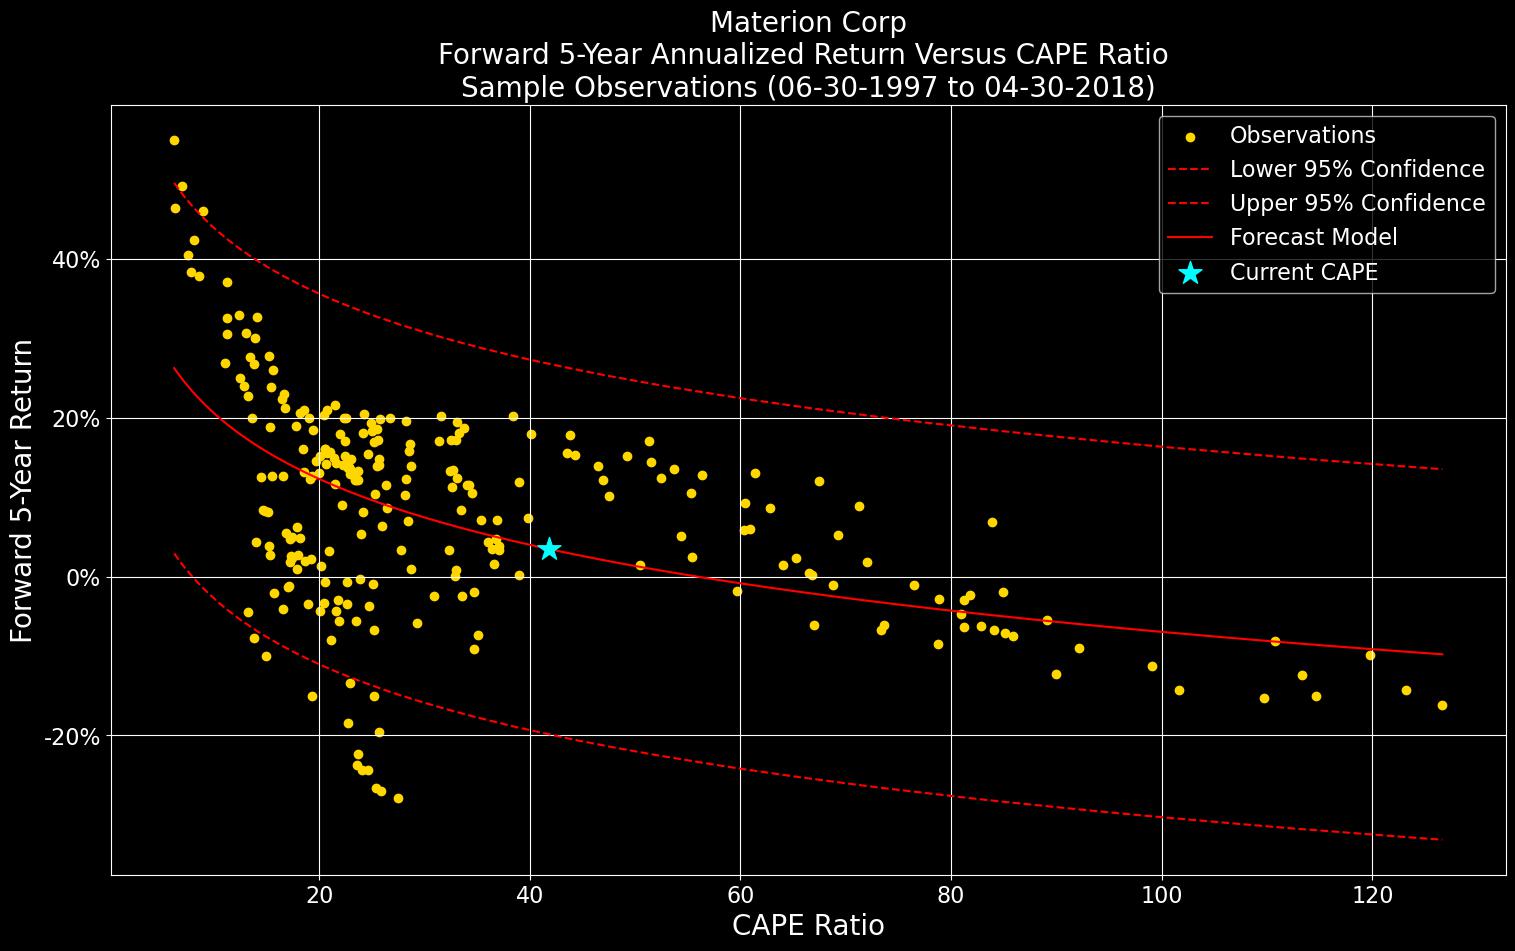 Materion Corp
Forward 5-Year Annualized Return Versus CAPE Ratio
Sample Observations (06-30-1997 to 04-30-2018)
Observations
Lower 95% Confidence
Upper 95% Confidence
Forecast Model
Current CAPE
Forward 5-Year Return
40%
20%
0%
-20%
20 40 60 80 100 120
CAPE Ratio